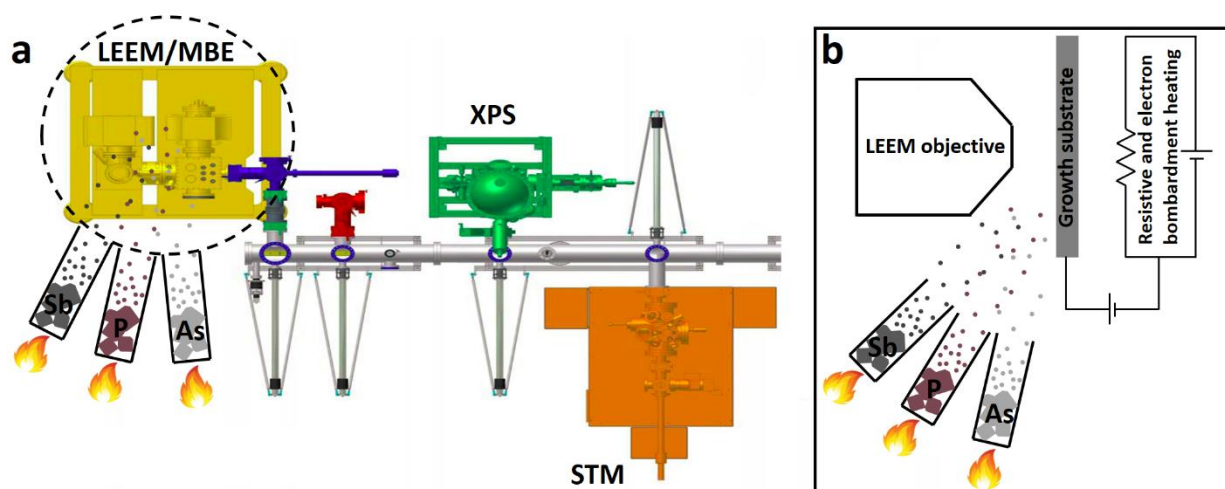 a
LEEM/MBE
XPS
Sb
P
As
STM
b
LEEM objective
Growth substrate
Resistive and electron
bombardment heating
Sb
P
As